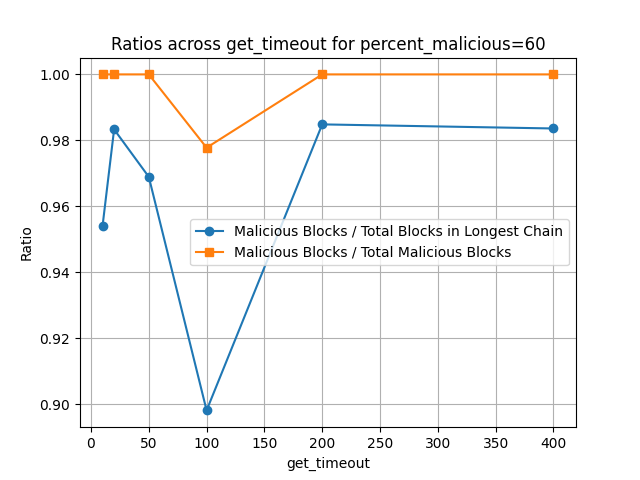 Ratios across get_timeout for percent_malicious=60
1.00
0.98
0.96
0.94
0.92
0.90
Ratio
Malicious Blocks / Total Blocks in Longest Chain
Malicious Blocks / Total Malicious Blocks
0 50 100 150 200 250 300 350 400
get_timeout